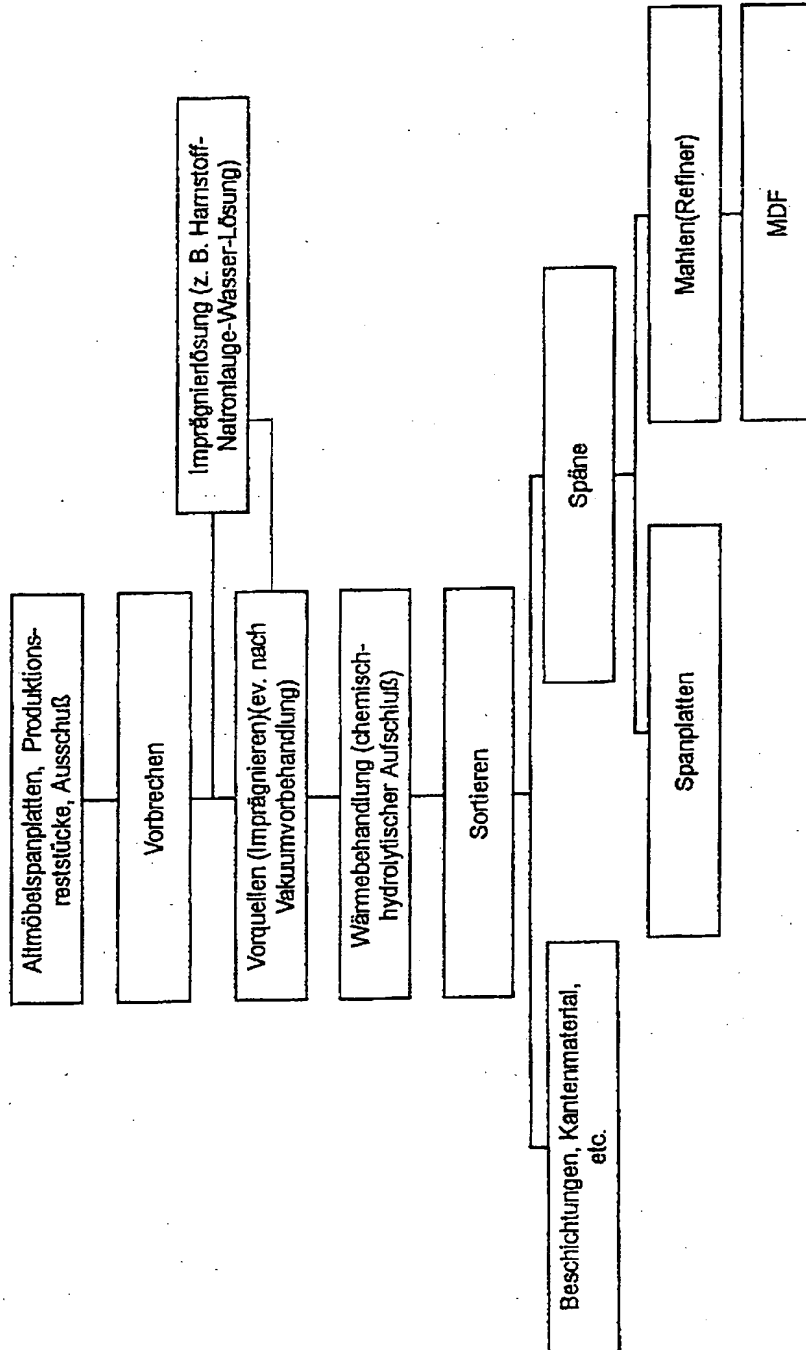 Altmöbelspanplatten, Produktions-
reststücke, Ausschuß
Vorbrechen
Imprägnierlösung (z. B. Harnstoff-
Natronlauge-Wasser-Lösung)
Vorquellen (Imprägnieren)(ev. nach
Vakuumvorbehandlung)
Wärmebehandlung (chemisch-
hydrolytischer Aufschluß)
Sortieren
Beschichtungen, Kantenmaterial,
etc.
Späne
Spanplatten
Mahlen(Refiner)
MDF